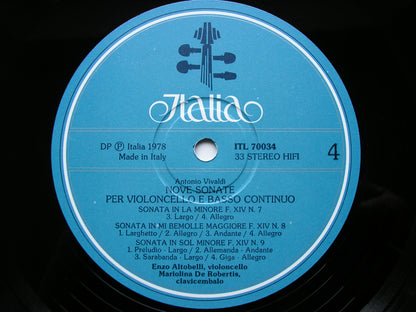 Italia
DP Ⓟ Italia 1978
Made in Italy
ITL 70034
33 STEREO HIFI
4
Antonio Vivaldi
NOVE SONATE
PER VIOLONCELLO E BASSO CONTINUO
SONATA IN LA MINORE F. XIV N. 7
3. Largo / 4. Allegro
SONATA IN MI BEMOLLE MAGGIORE F. XIV N. 8
1. Larghetto / 2. Allegro / 3. Andante / 4. Allegro
SONATA IN SOL MINORE F. XIV N. 9
1. Preludio - Largo / 2. Allemanda - Andante
3. Sarabanda - Largo / 4. Giga - Allegro
Enzo Altobelli, violoncello
Mariolina De Robertis,
clavicembalo